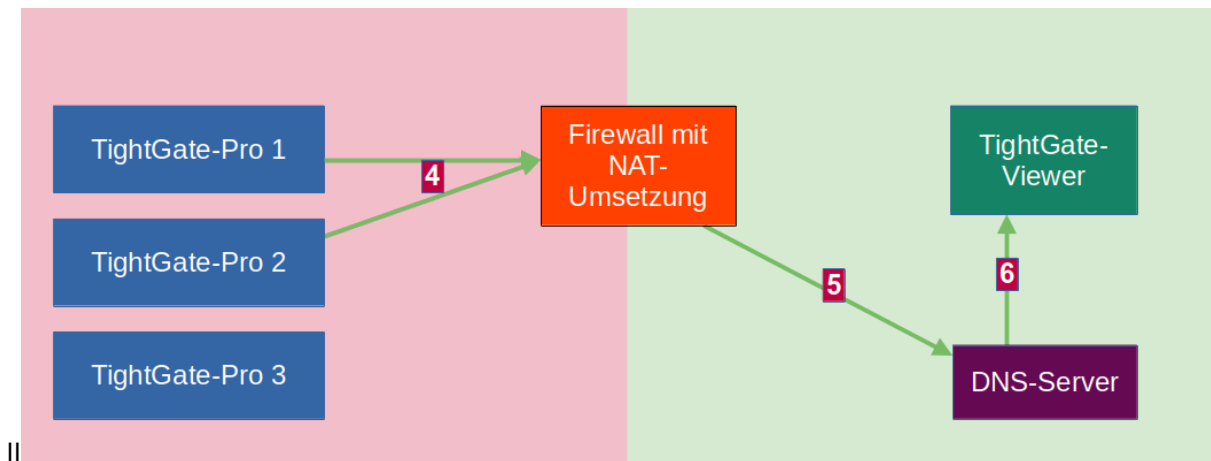 TightGate-Pro 1
4
Firewall mit
NAT-
Umsetzung
TightGate-
Viewer
TightGate-Pro 2
5
6
TightGate-Pro 3
DNS-Server
||